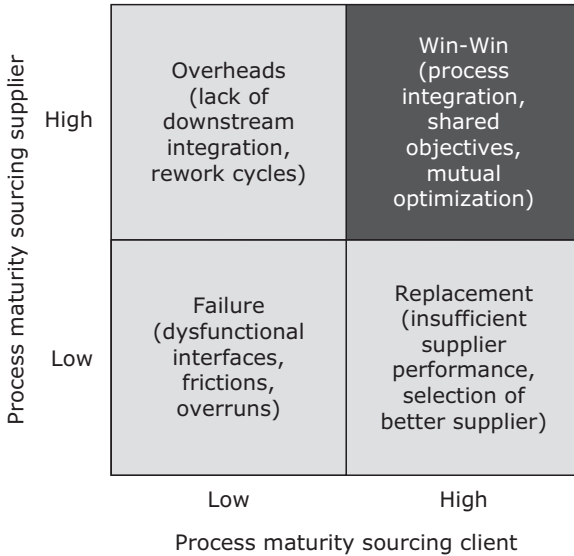 Process maturity sourcing supplier
High
Overheads
(lack of
downstream
integration,
rework cycles)
Win-Win
(process
integration,
shared
objectives,
mutual
optimization)
Low
Failure
(dysfunctional
interfaces,
frictions,
overruns)
Replacement
(insufficient
supplier
performance,
selection of
better supplier)
Low
High
Process maturity sourcing client